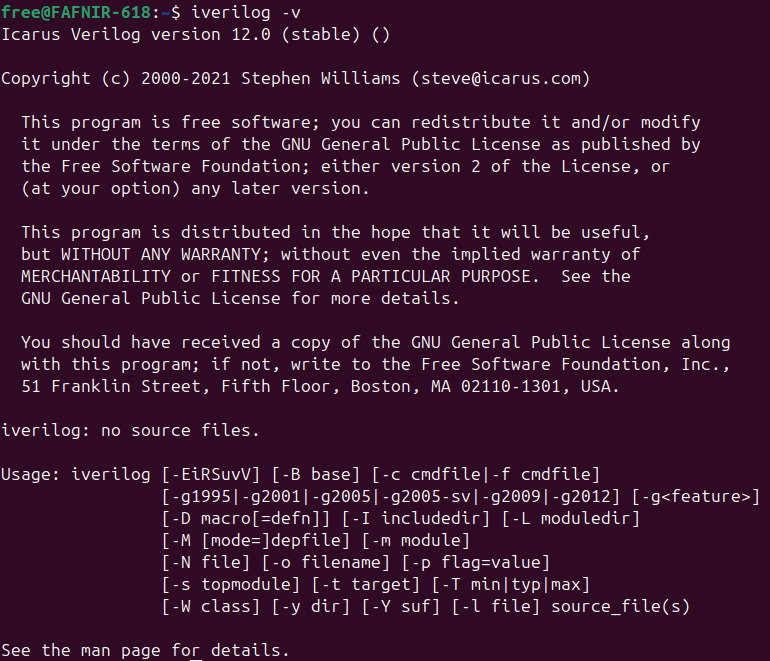 free@FAFNIR-618:~$ iverilog -v
Icarus Verilog version 12.0 (stable) ()
Copyright (c) 2000-2021 Stephen Williams (steve@icarus.com)
This program is free software; you can redistribute it and/or modify
it under the terms of the GNU General Public License as published by
the Free Software Foundation; either version 2 of the License, or
(at your option) any later version.
This program is distributed in the hope that it will be useful,
but WITHOUT ANY WARRANTY; without even the implied warranty of
MERCHANTABILITY or FITNESS FOR A PARTICULAR PURPOSE.  See the
GNU General Public License for more details.
You should have received a copy of the GNU General Public License along
with this program; if not, write to the Free Software Foundation, Inc.,
51 Franklin Street, Fifth Floor, Boston, MA 02110-1301, USA.
iverilog: no source files.
Usage: iverilog [-EiRSuvV] [-B base] [-c cmdfile|-f cmdfile]
[-g1995|-g2001|-g2005|-g2005-sv|-g2009|-g2012] [-g<feature>]
[-D macro[=defn]] [-I includedir] [-L moduledir]
[-M [mode=]depfile] [-m module]
[-N file] [-o filename] [-p flag=value]
[-s topmodule] [-t target] [-T min|typ|max]
[-W class] [-y dir] [-Y suf] [-l file] source_file(s)
See the man page for details.